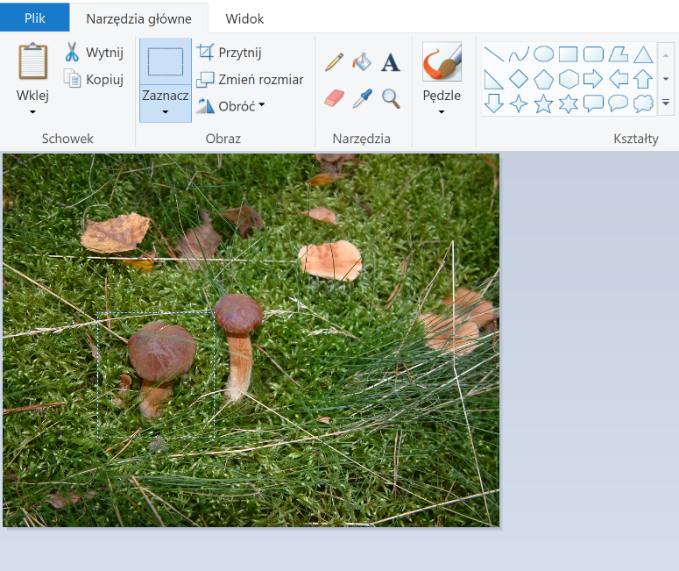 Plik Narzędzia główne Widok
Wklej
Wytnij
Kopiuj
Schowek
Zaznacz
Przytnij
Zmień rozmiar
Obróć
Obraz
A
Narzędzia
Pędzle
Kształty